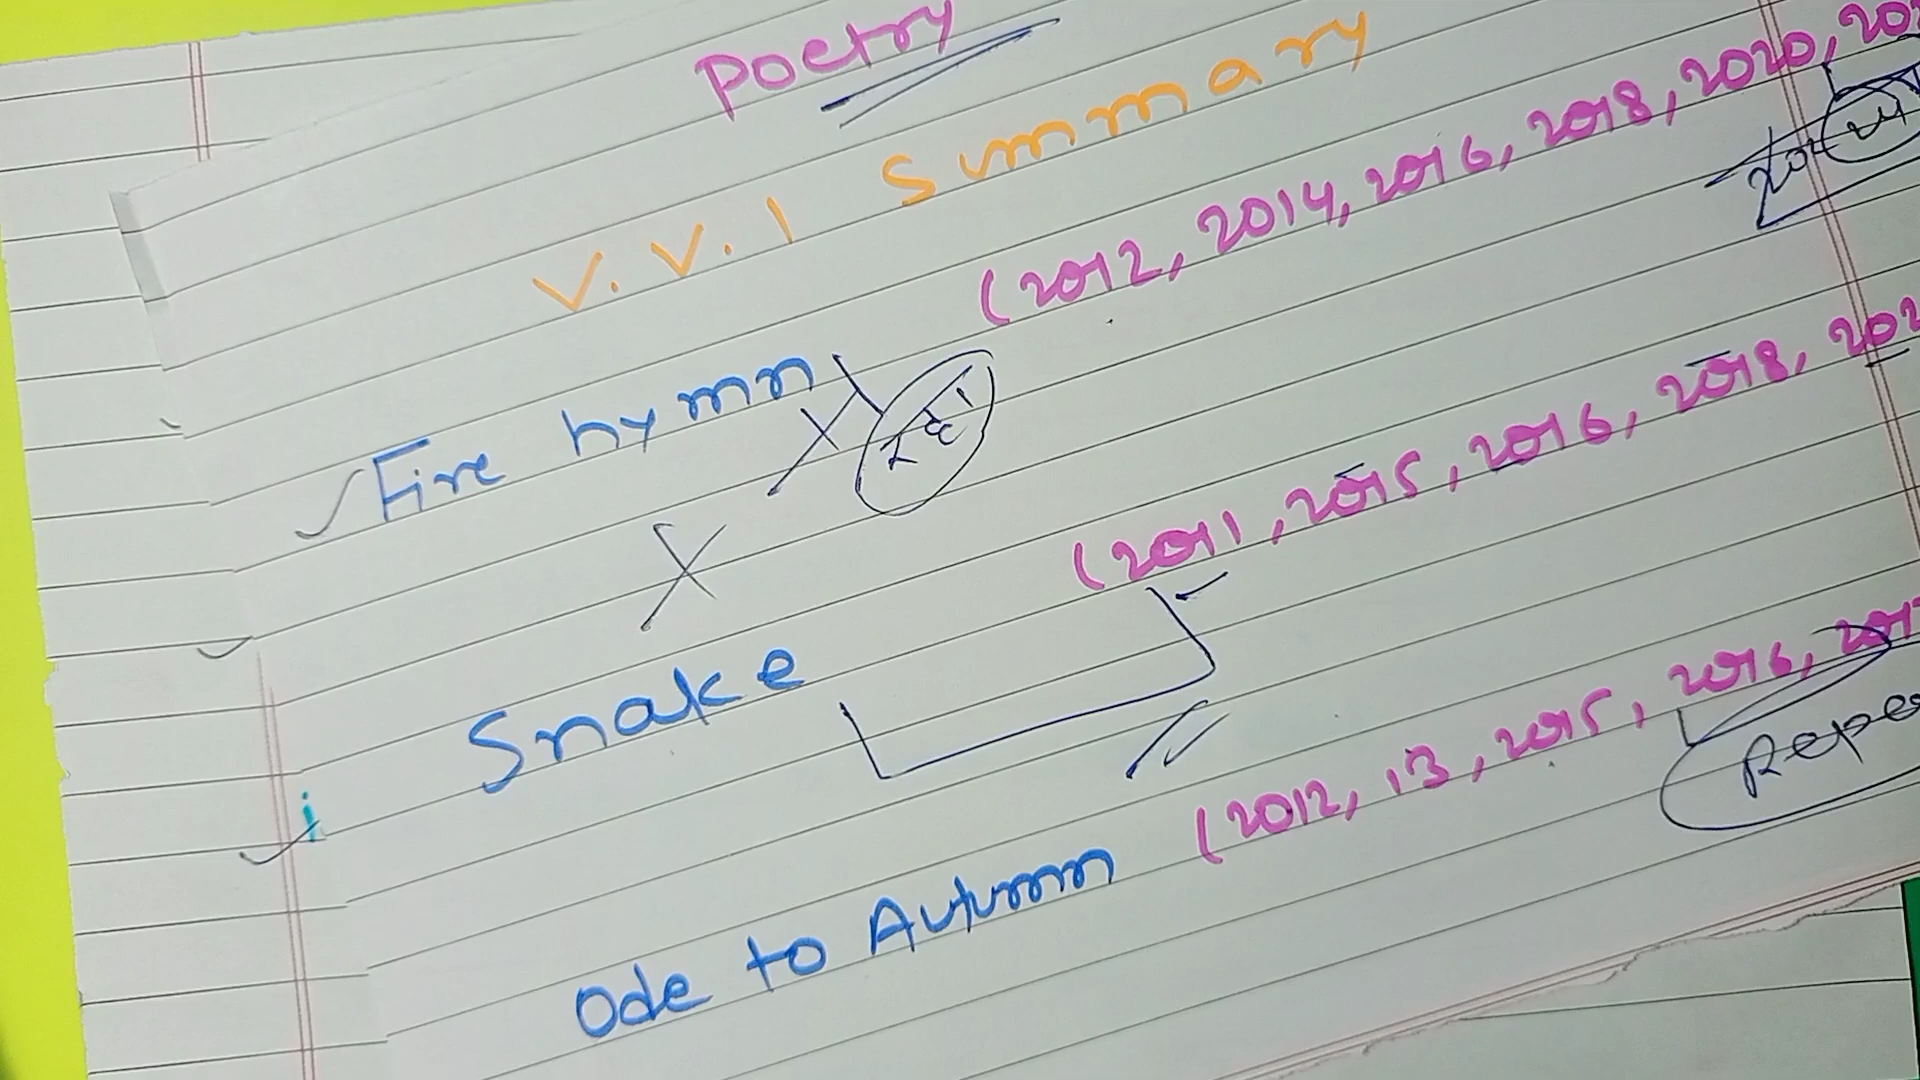 Poetry
V.V.I Summary
Fire hymn (2012, 2014, 2016, 2018, 2020,
Snake (2011, 2015, 2016, 2018,
Ode to Autumn (2012, 13, 2015, 2016,
i